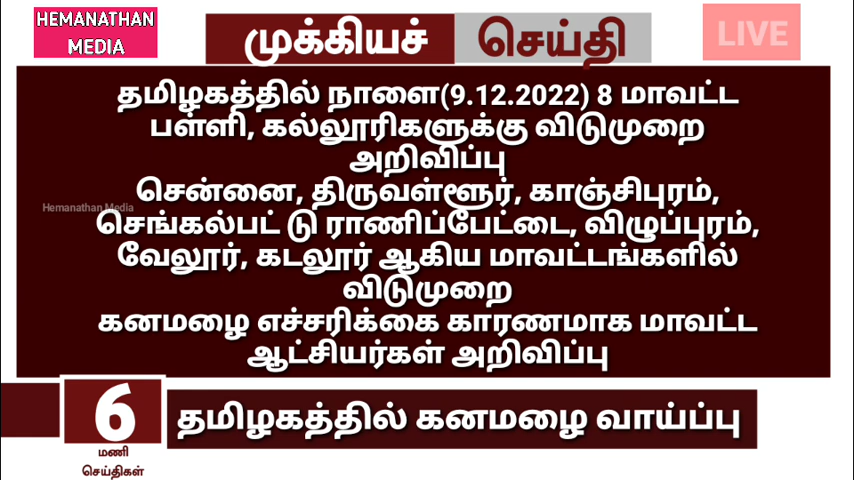 HEMANATHAN
MEDIA
முக்கியச் செய்தி
LIVE
தமிழகத்தில் நாளை(9.12.2022) 8 மாவட்ட
பள்ளி, கல்லூரிகளுக்கு விடுமுறை
அறிவிப்பு
சென்னை, திருவள்ளூர், காஞ்சிபுரம்,
Hemanathan Media
செங்கல்பட் டு ராணிப்பேட்டை, விழுப்புரம்,
வேலூர், கடலூர் ஆகிய மாவட்டங்களில்
விடுமுறை
கனமழை எச்சரிக்கை காரணமாக மாவட்ட
ஆட்சியர்கள் அறிவிப்பு
6
மணி
செய்திகள்
தமிழகத்தில் கனமழை வாய்ப்பு